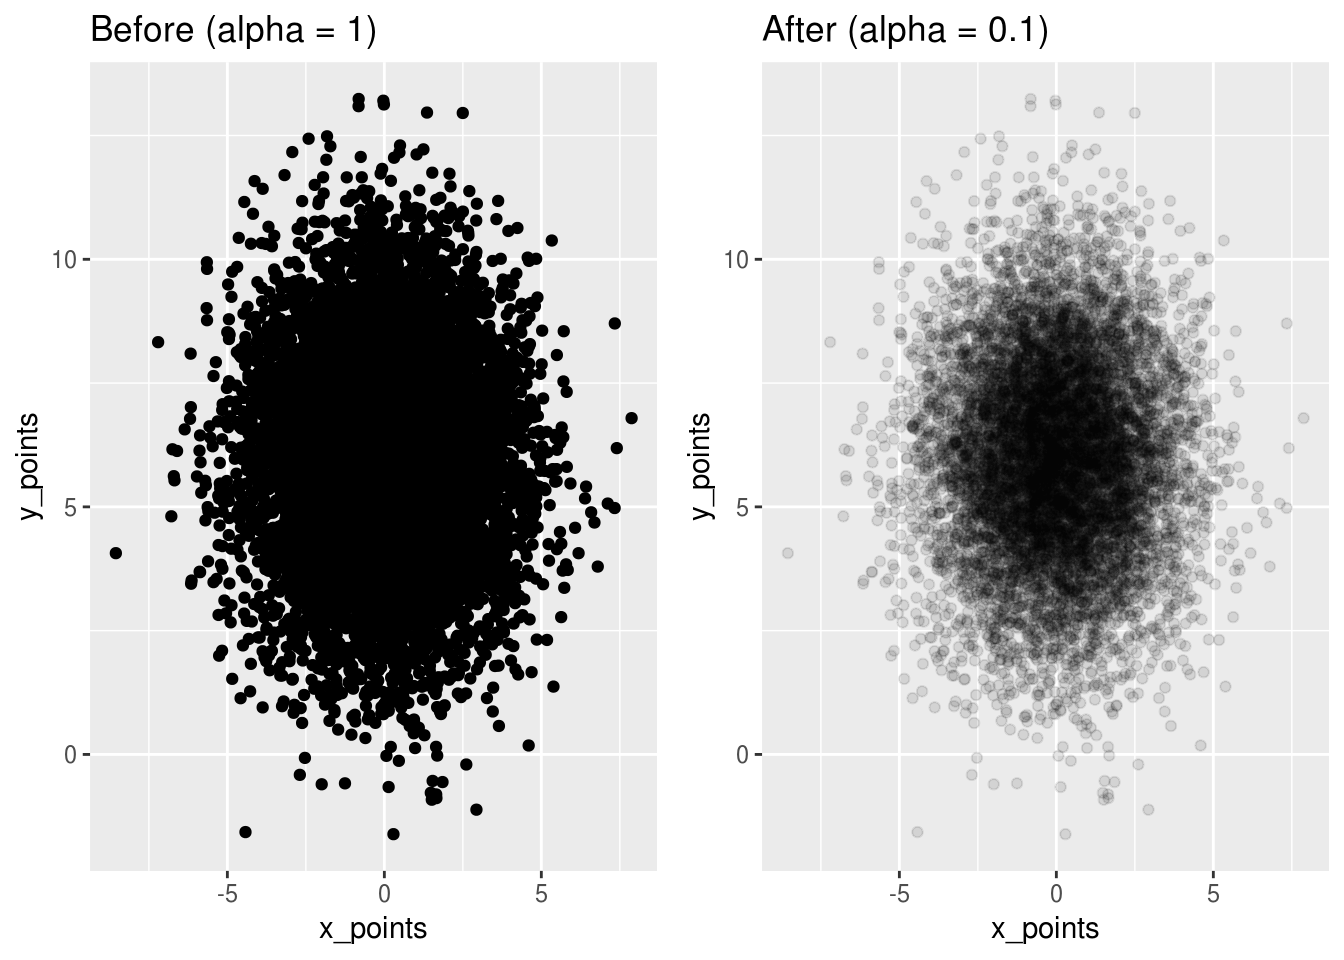 Before (alpha = 1)
y_points
10
5
0
-5
0
5
x_points
After (alpha = 0.1)
y_points
10
5
0
-5
0
5
x_points